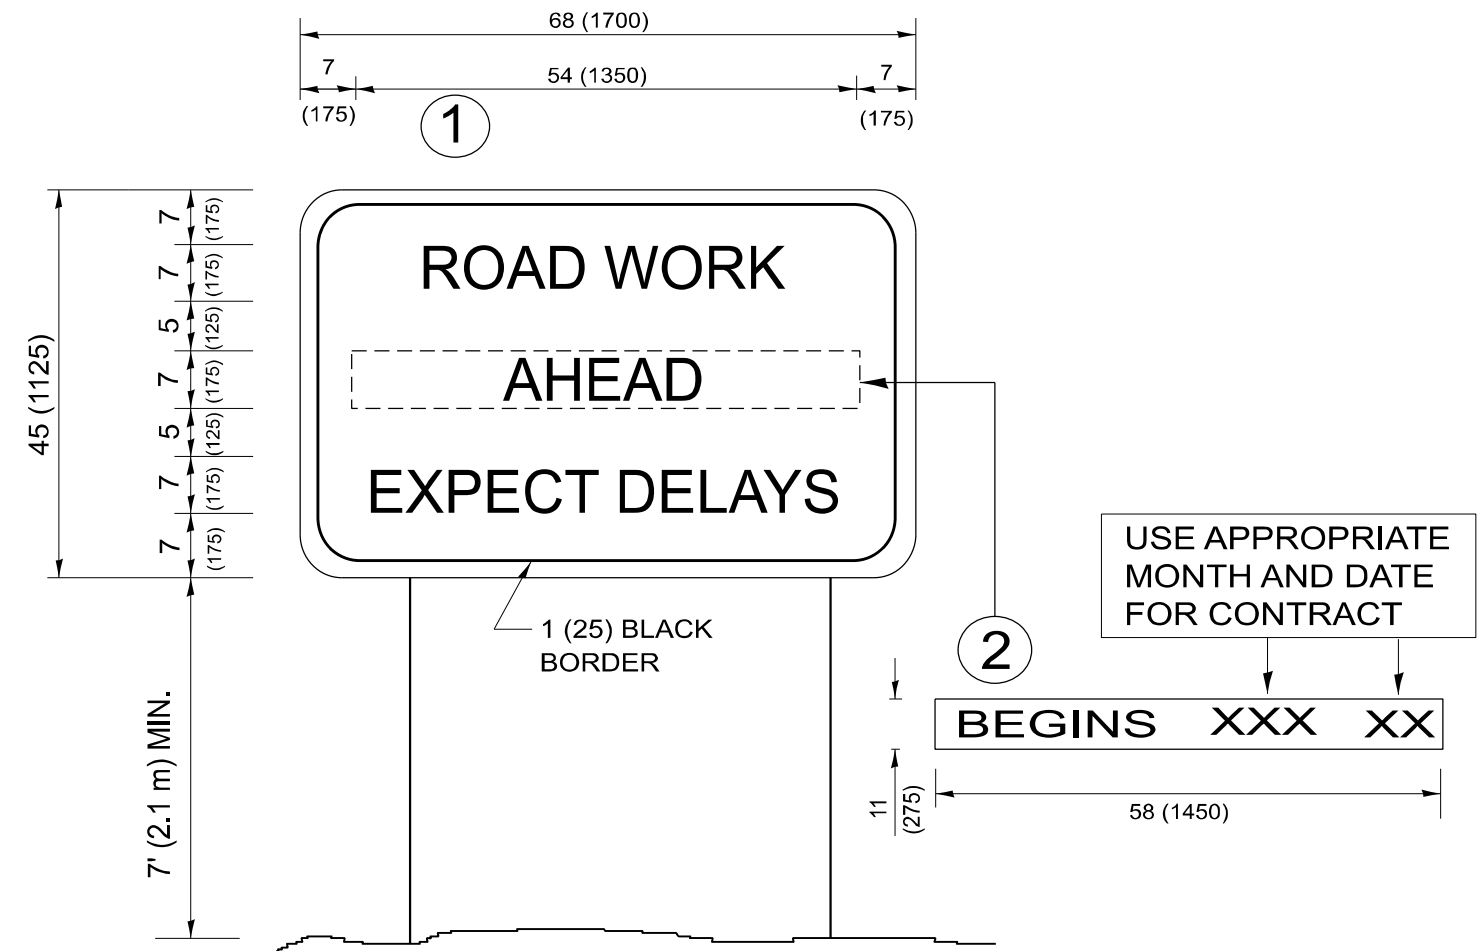 68 (1700)
7 54 (1350) 7
(175) (175)
1
7 (175)
7 (175)
5 (125)
7 (175)
5 (125)
7 (175)
7 (175)
45 (1125)
ROAD WORK
AHEAD
EXPECT DELAYS
1 (25) BLACK
BORDER
7' (2.1 m) MIN.
USE APPROPRIATE
MONTH AND DATE
FOR CONTRACT
2
BEGINS XXX XX
11
(275)
58 (1450)